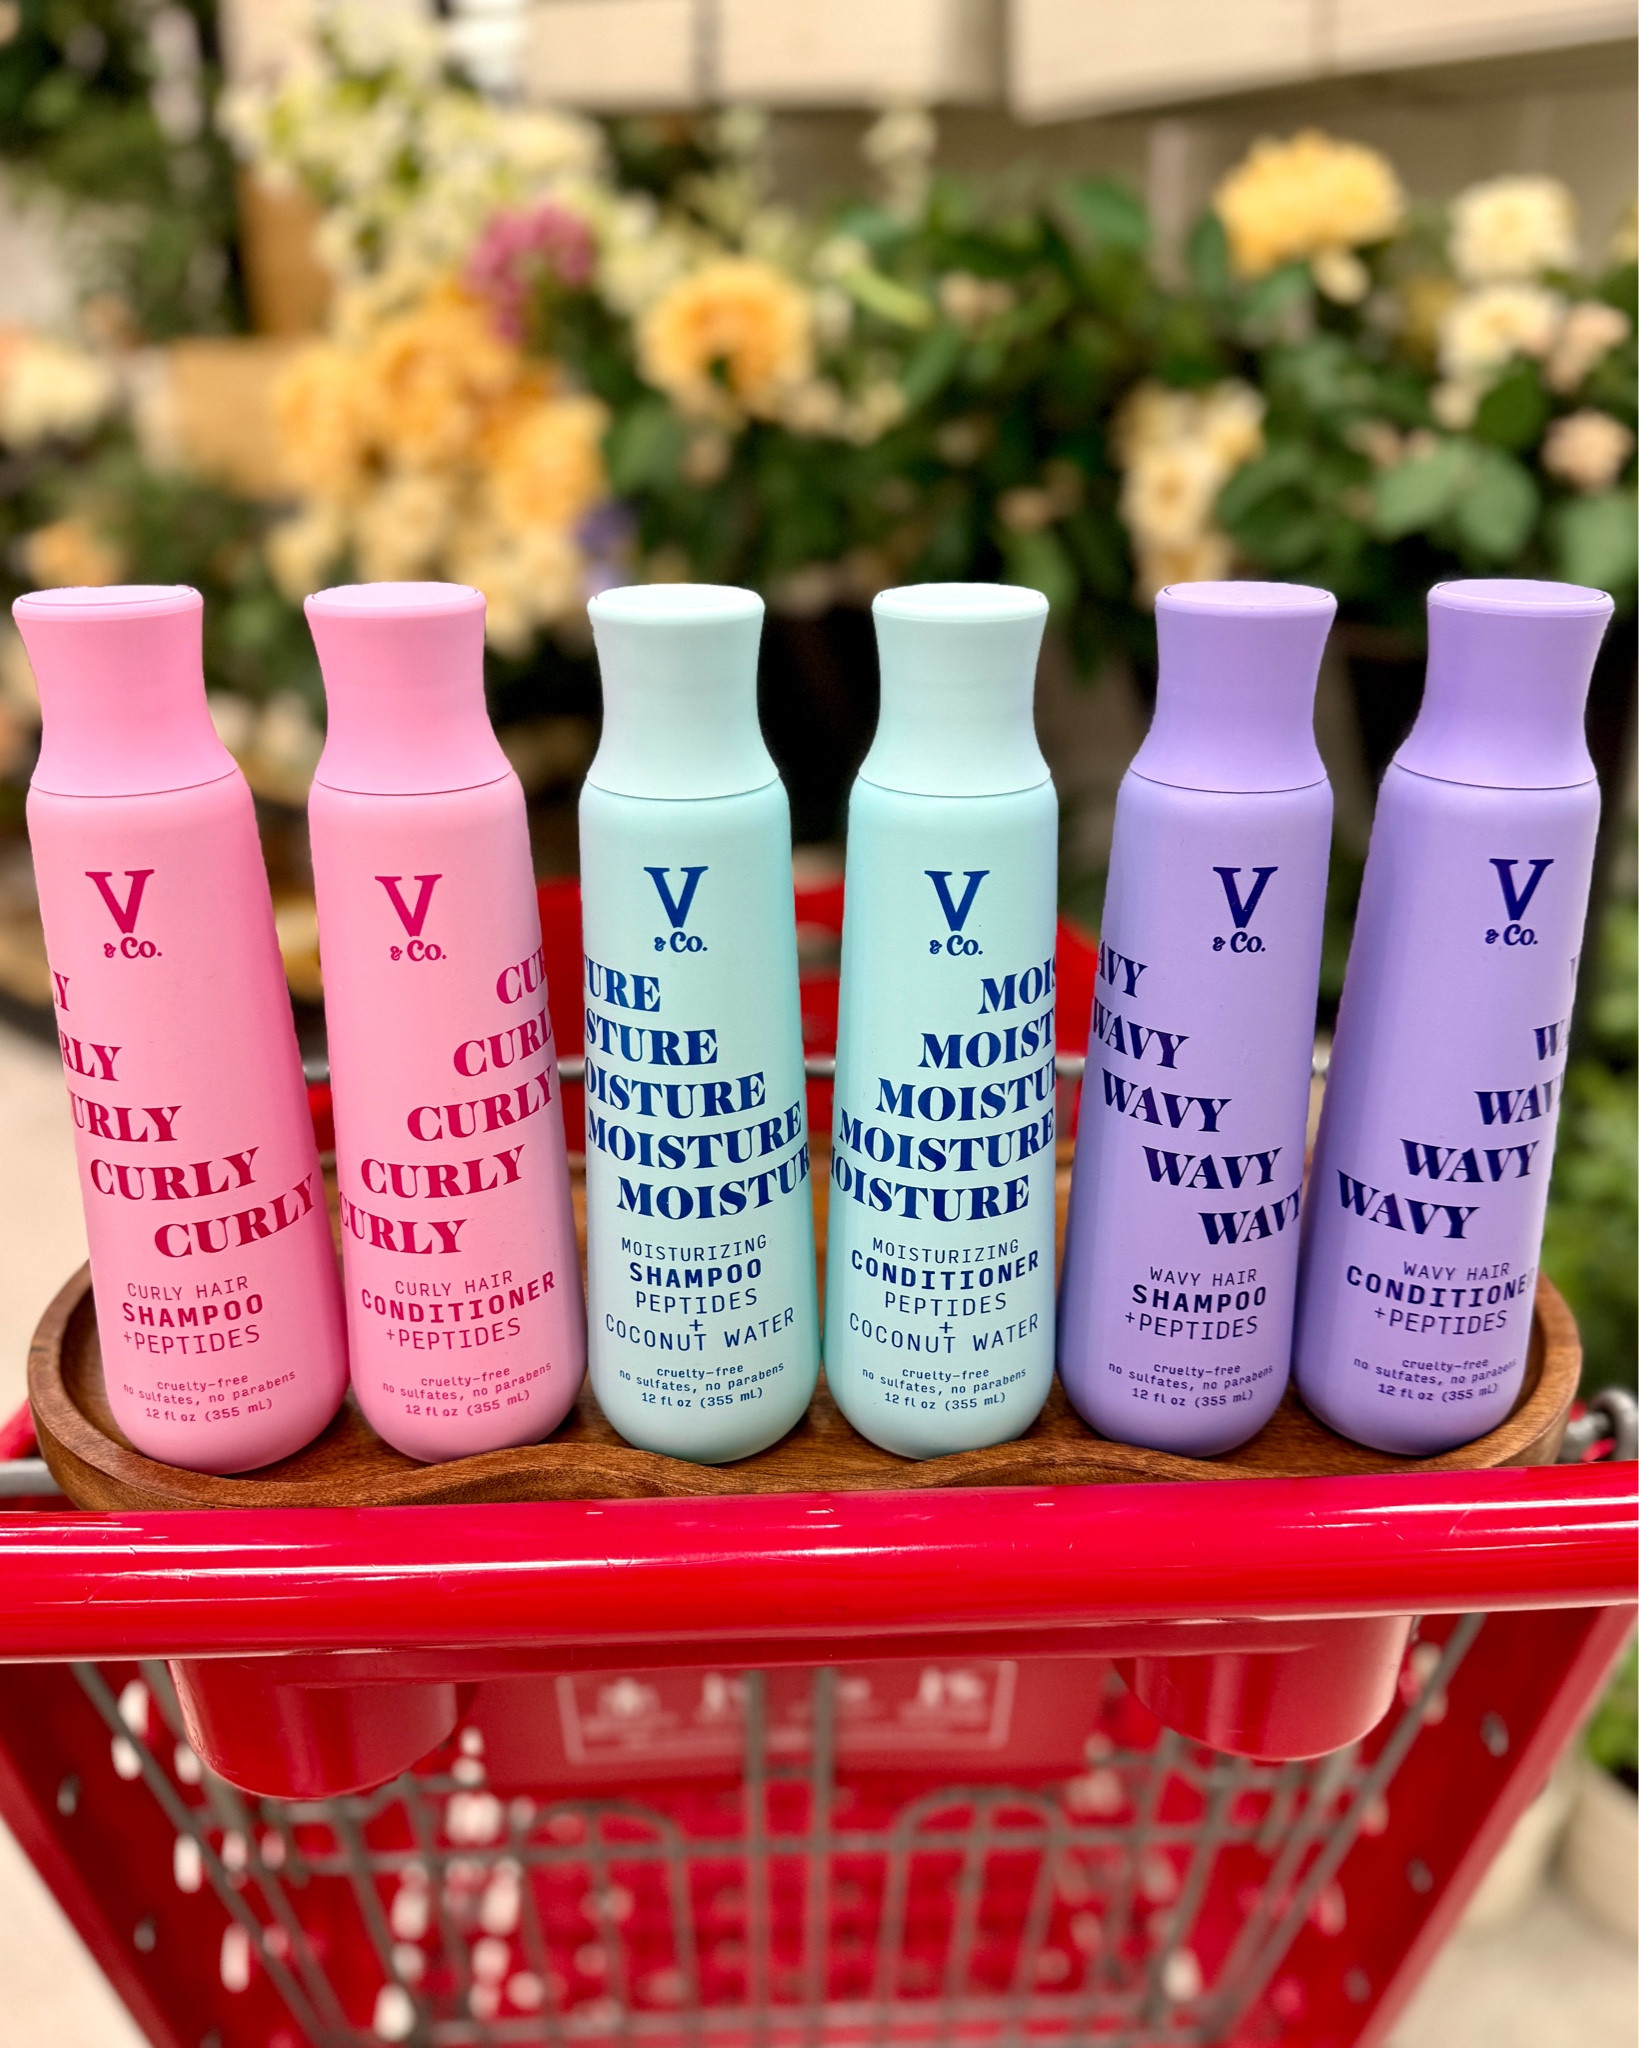 V
& Co.
LY
RLY
URLY
CURLY
CURLY
CURLY HAIR
SHAMPOO
+PEPTIDES
cruelty-free
no sulfates, no parabens
12 fl oz (355 mL)
V
& Co.
CUR
CURL
CURLY
CURLY
CURLY
CURLY HAIR
CONDITIONER
+PEPTIDES
cruelty-free
no sulfates, no parabens
12 fl oz (355 mL)
V
& Co.
TURE
STURE
OISTURE
MOISTURE
MOISTUR
MOISTURIZING
SHAMPOO
PEPTIDES
+
COCONUT WATER
cruelty-free
no sulfates, no parabens
12 fl oz (355 mL)
V
& Co.
MOIS
MOIST
MOISTU
MOISTURE
MOISTURE
MOISTURIZING
CONDITIONER
PEPTIDES
+
COCONUT WATER
cruelty-free
no sulfates, no parabens
12 fl oz (355 mL)
V
& Co.
AVY
WAVY
WAVY
WAVY
WAVY
WAVY HAIR
SHAMPOO
+PEPTIDES
cruelty-free
no sulfates, no parabens
12 fl oz (355 mL)
V
& Co.
WA
WAV
WAVY
WAVY
WAVY HAIR
CONDITIONER
+PEPTIDES
cruelty-free
no sulfates, no parabens
12 fl oz (355 mL)